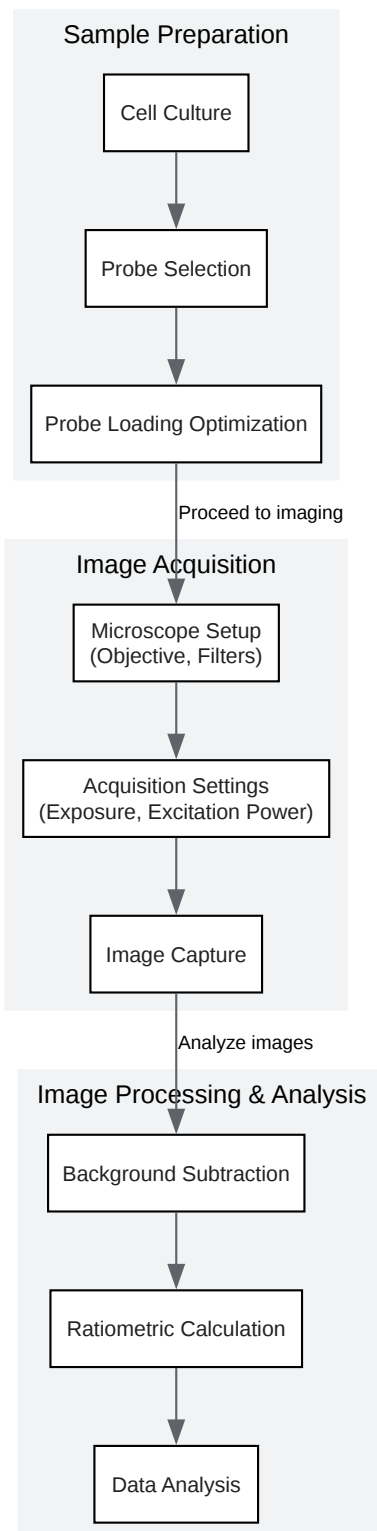 Sample Preparation
Cell Culture
Probe Selection
Probe Loading Optimization
Proceed to imaging
Image Acquisition
Microscope Setup
(Objective, Filters)
Acquisition Settings
(Exposure, Excitation Power)
Image Capture
Analyze images
Image Processing & Analysis
Background Subtraction
Ratiometric Calculation
Data Analysis